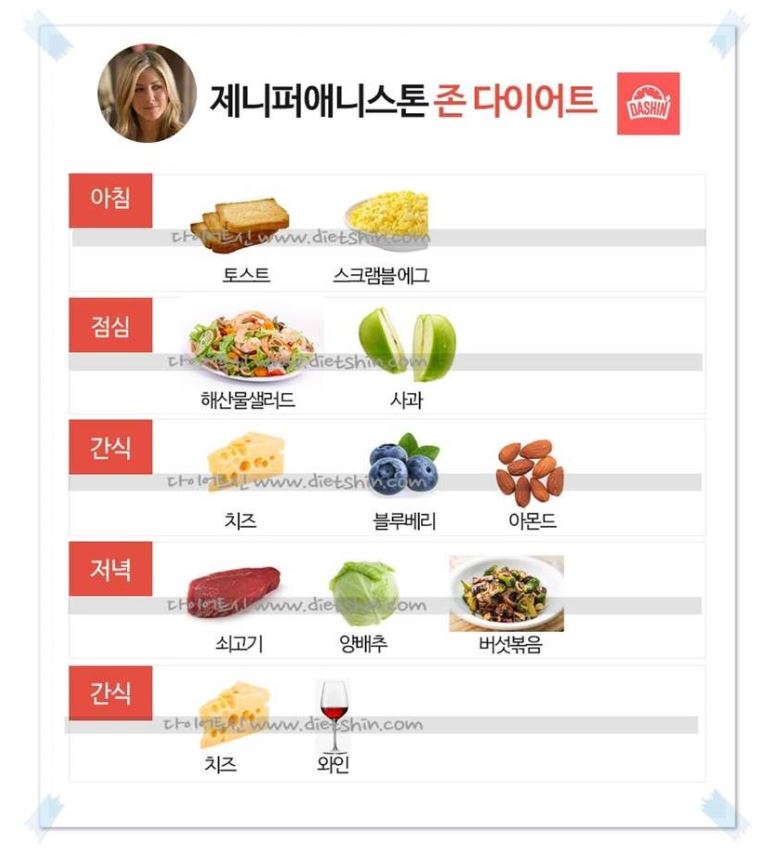 제니퍼애니스톤 존 다이어트
DASHIN
아침
다이어트신 www.dietshin.com
토스트 스크램블에그
점심
다이어트신 www.dietshin.com
해산물샐러드 사과
간식
다이어트신 www.dietshin.com
치즈 블루베리 아몬드
저녁
다이어트신 www.dietshin.com
쇠고기 양배추 버섯볶음
간식
다이어트신 www.dietshin.com
치즈 와인